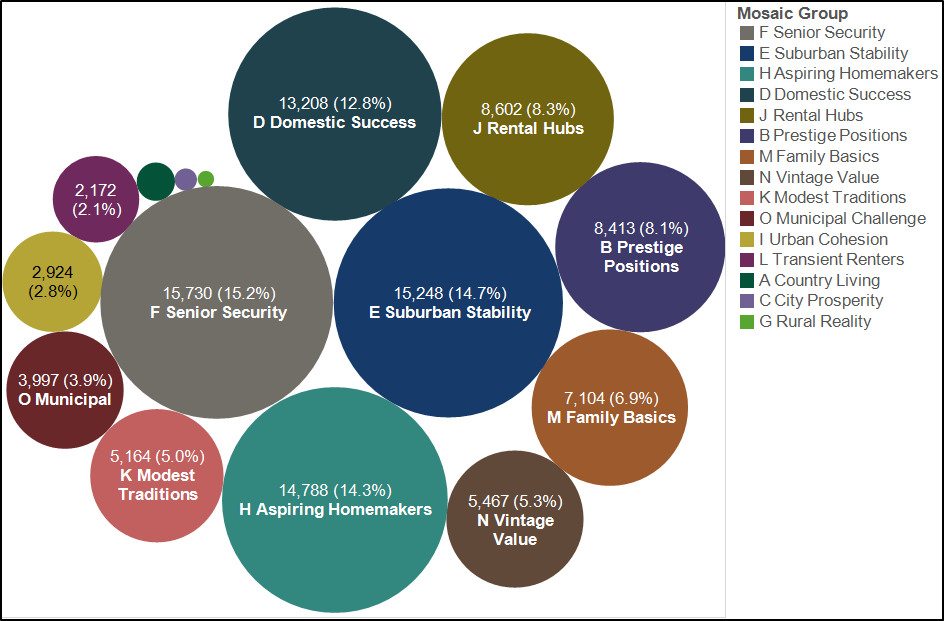 13,208 (12.8%)
D Domestic Success
8,602 (8.3%)
J Rental Hubs
2,172
(2.1%)
8,413 (8.1%)
B Prestige
Positions
2,924
(2.8%)
15,730 (15.2%)
F Senior Security
15,248 (14.7%)
E Suburban Stability
3,997 (3.9%)
O Municipal
7,104 (6.9%)
M Family Basics
5,164 (5.0%)
K Modest
Traditions
14,788 (14.3%)
H Aspiring Homemakers
5,467 (5.3%)
N Vintage
Value
Mosaic Group
F Senior Security
E Suburban Stability
H Aspiring Homemakers
D Domestic Success
J Rental Hubs
B Prestige Positions
M Family Basics
N Vintage Value
K Modest Traditions
O Municipal Challenge
I Urban Cohesion
L Transient Renters
A Country Living
C City Prosperity
G Rural Reality